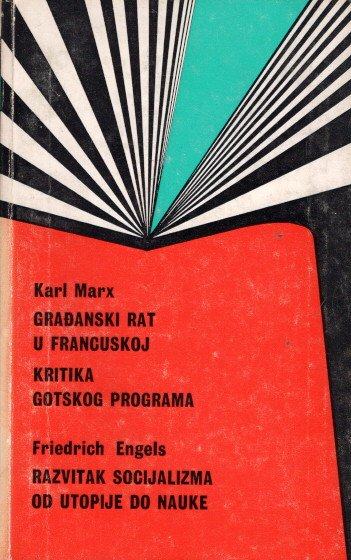 Karl Marx
GRAĐANSKI RAT
U FRANCUSKOJ
KRITIKA
GOTSKOG PROGRAMA
Friedrich Engels
RAZVITAK SOCIJALIZMA
OD UTOPIJE DO NAUKE